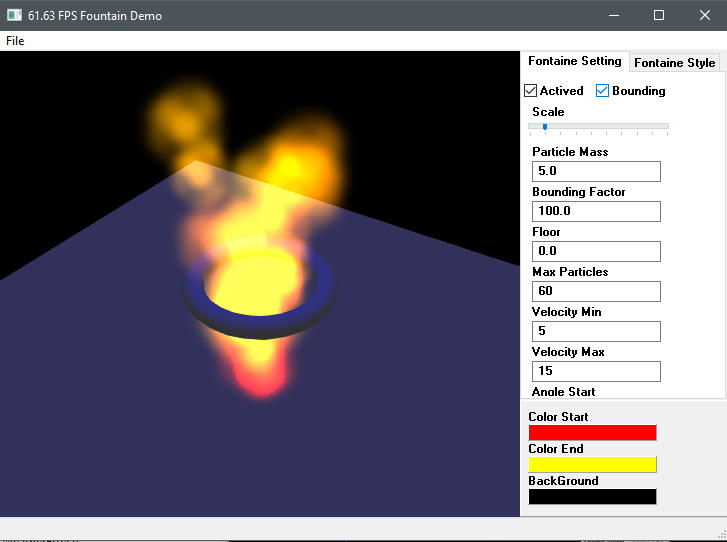 61.63 FPS Fountain Demo
File
Fontaine Setting
Fontaine Style
Actived
Bounding
Scale
Particle Mass
5.0
Bounding Factor
100.0
Floor
0.0
Max Particles
60
Velocity Min
5
Velocity Max
15
Angle Start
Color Start
Color End
BackGround